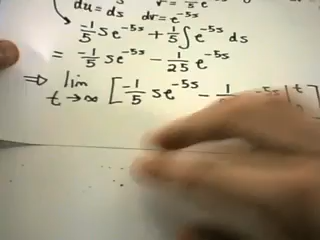 du = ds dv = e^{-5s}
-1/5 s e^{-5s} + 1/5 ∫ e^{-5s} ds
= -1/5 s e^{-5s} - 1/25 e^{-5s}
⇒ lim t→∞ [ -1/5 s e^{-5s} - 1/ e^{-5s} |^t